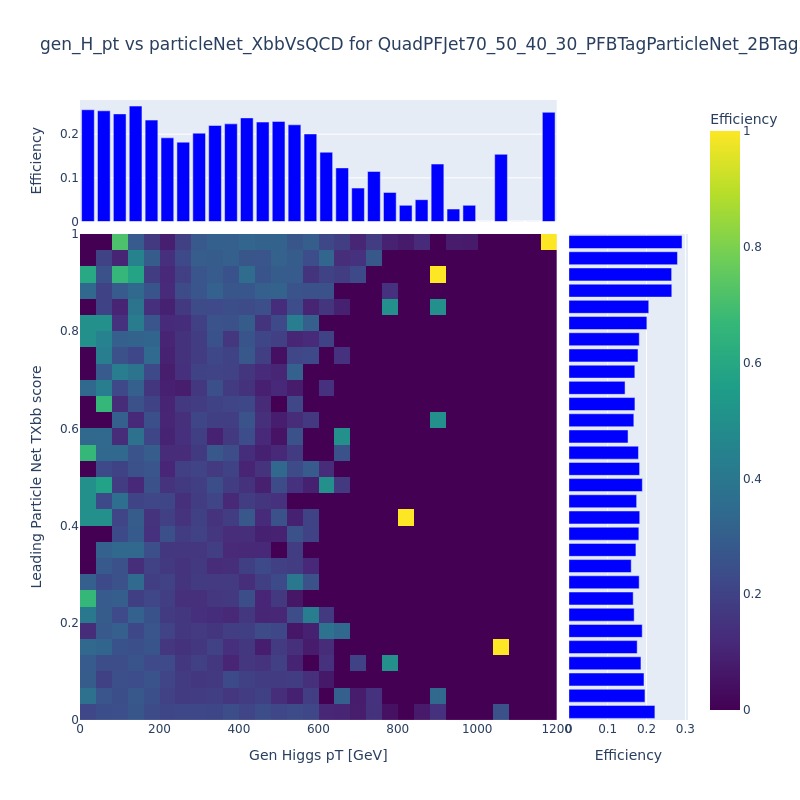 gen_H_pt vs particleNet_XbbVsQCD for QuadPFJet70_50_40_30_PFBTagParticleNet_2BTag
Efficiency
0.2
0.1
0
Efficiency
1
0.8
0.6
0.4
0.2
0
Leading Particle Net TXbb score
1
0.8
0.6
0.4
0.2
0
0 200 400 600 800 1000 1200
Gen Higgs pT [GeV]
0 0.1 0.2 0.3
Efficiency